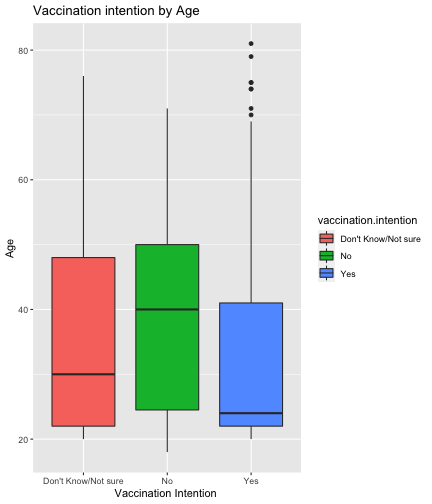 Vaccination intention by Age
Age
80
60
40
20
Don't Know/Not sure
No
Yes
Vaccination Intention
vaccination.intention
Don't Know/Not sure
No
Yes